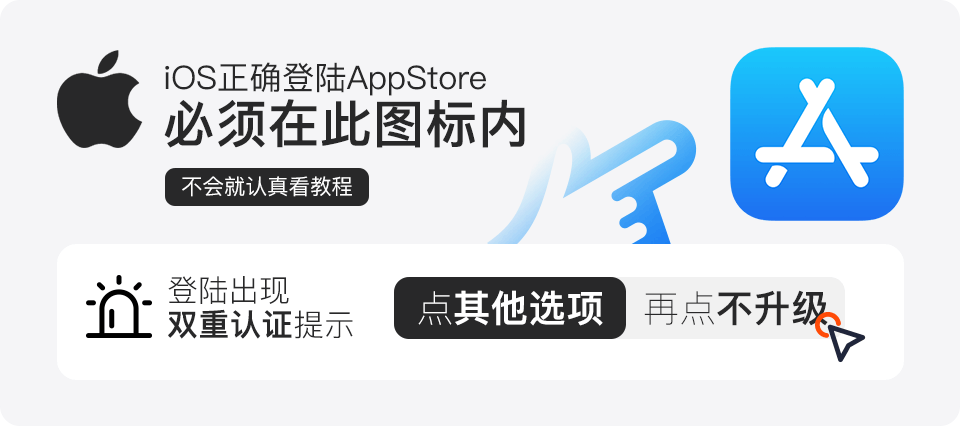 iOS正确登陆AppStore
必须在此图标内
不会就认真看教程
登陆出现
双重认证提示
点其他选项
再点不升级